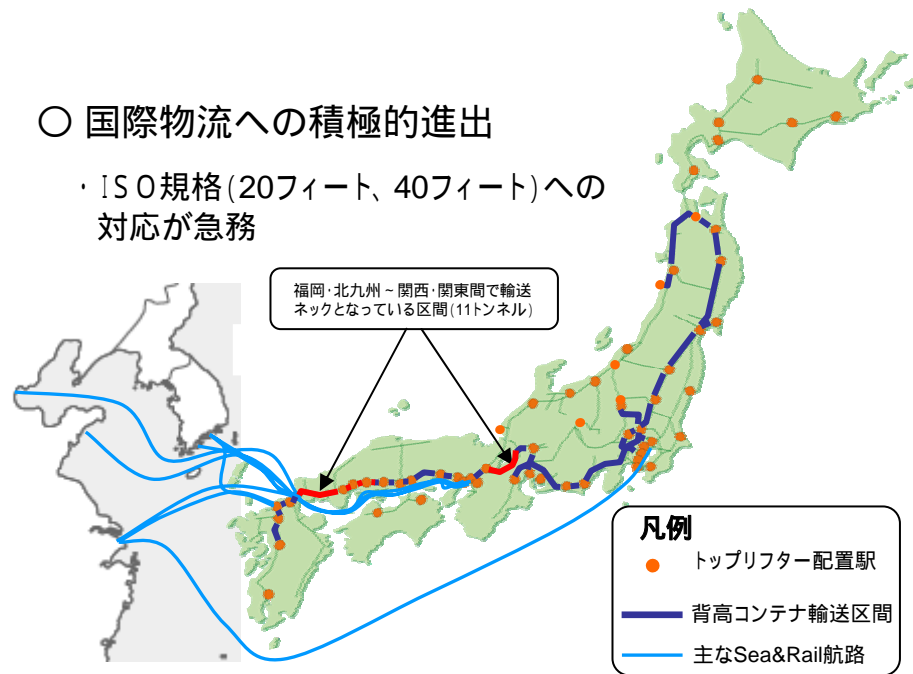 ○ 国際物流への積極的進出
・ISO規格(20フィート、40フィート)への
対応が急務
福岡・北九州~関西・関東間で輸送
ネックとなっている区間(11トンネル)
凡例
トップリフター配置駅
背高コンテナ輸送区間
主なSea&Rail航路